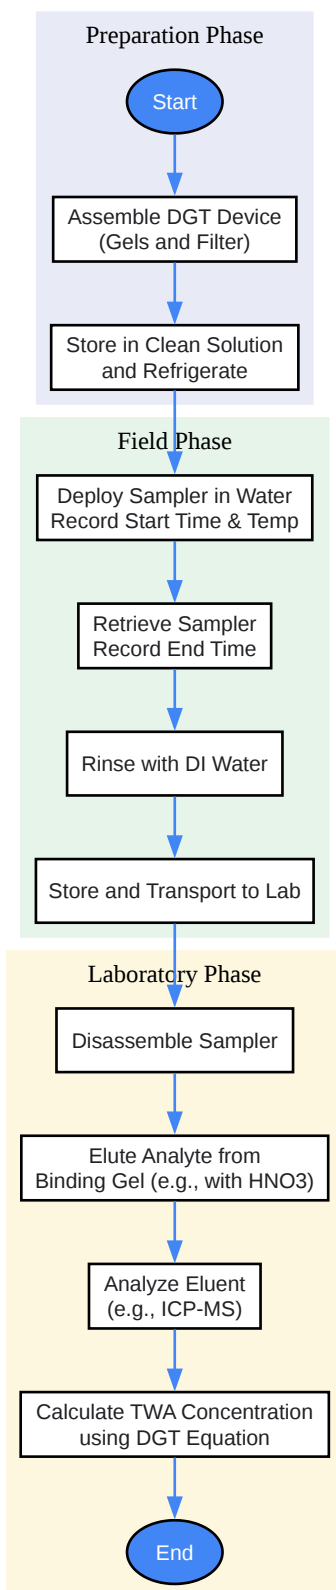 Preparation Phase
Start
Assemble DGT Device
(Gels and Filter)
Store in Clean Solution
and Refrigerate
Field Phase
Deploy Sampler in Water
Record Start Time & Temp
Retrieve Sampler
Record End Time
Rinse with DI Water
Store and Transport to Lab
Laboratory Phase
Disassemble Sampler
Elute Analyte from
Binding Gel (e.g., with HNO3)
Analyze Eluent
(e.g., ICP-MS)
Calculate TWA Concentration
using DGT Equation
End